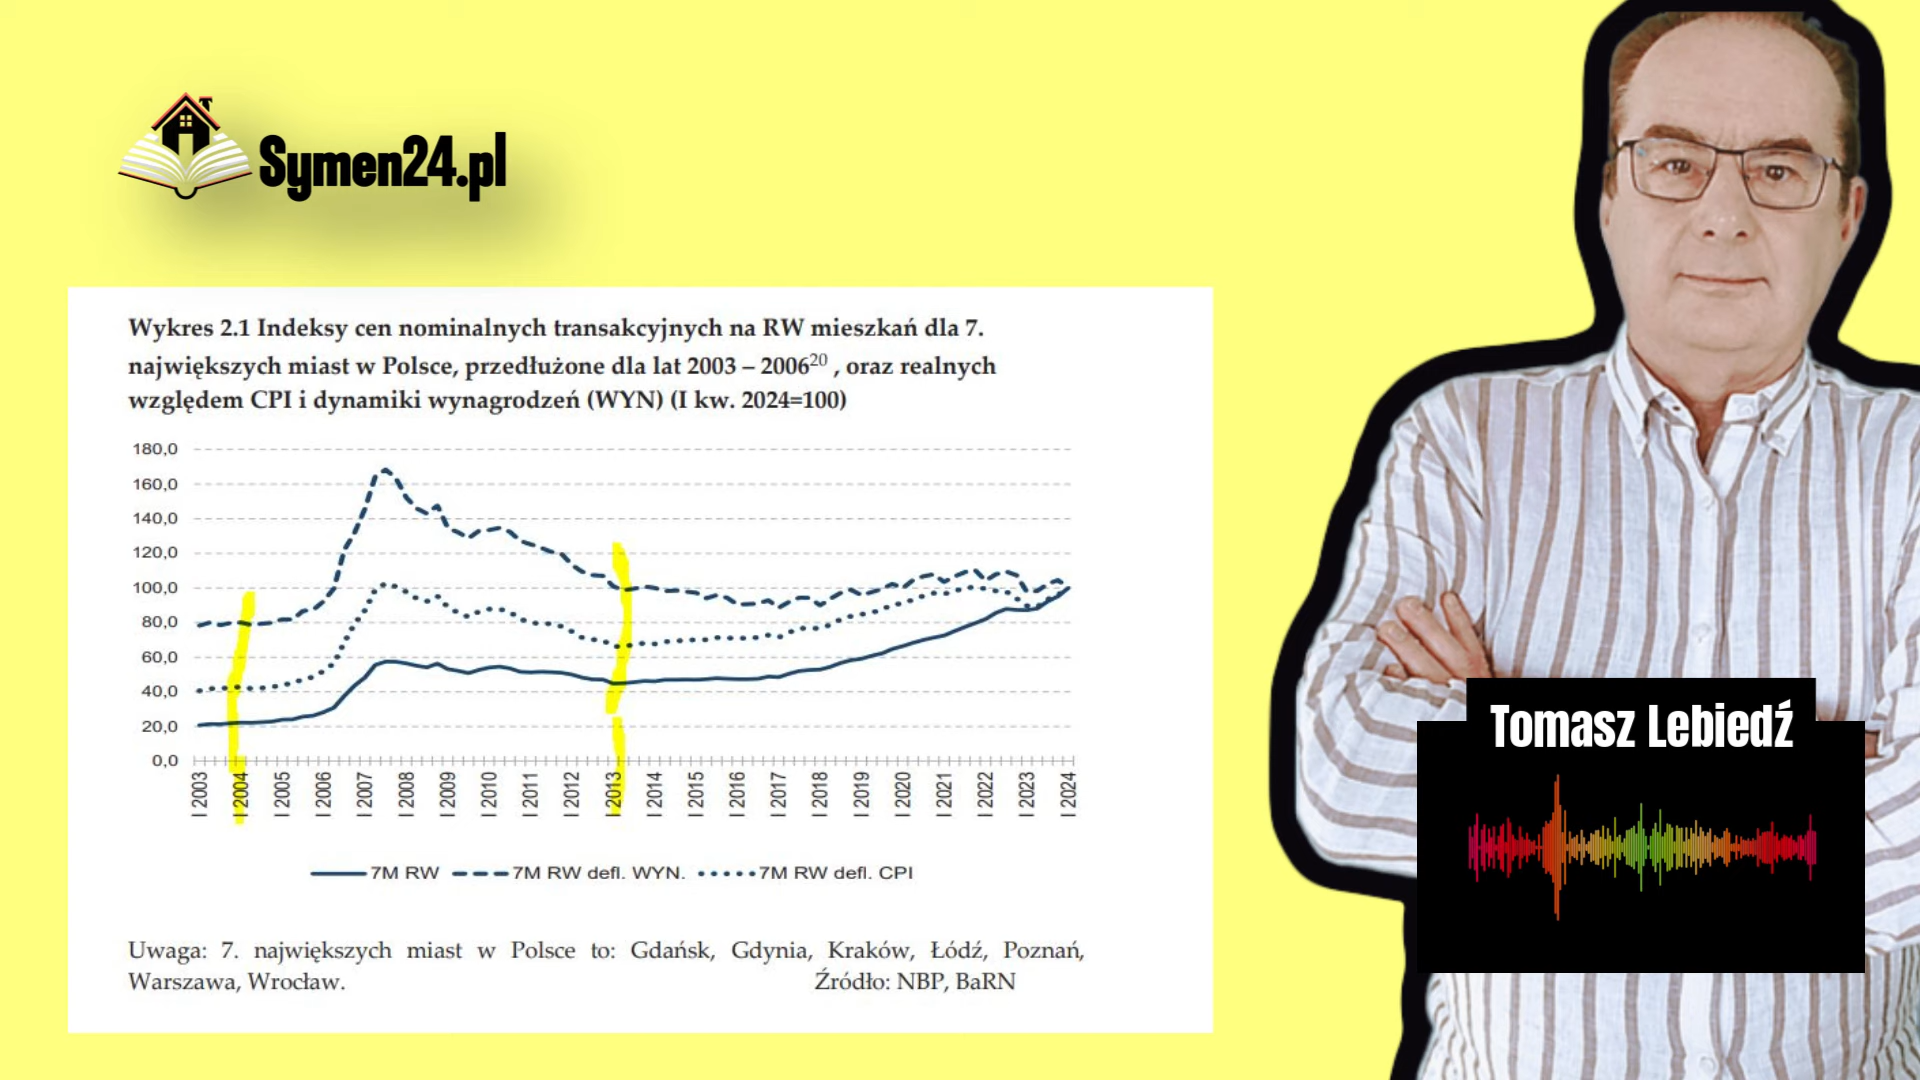 Symen24.pl
Wykres 2.1 Indeksy cen nominalnych transakcyjnych na RW mieszkań dla 7.
największych miast w Polsce, przedłużone dla lat 2003 – 2006²⁰ , oraz realnych
względem CPI i dynamiki wynagrodzeń (WYN) (I kw. 2024=100)
180,0
160,0
140,0
120,0
100,0
80,0
60,0
40,0
20,0
0,0
I 2003
I 2004
I 2005
I 2006
I 2007
I 2008
I 2009
I 2010
I 2011
I 2012
I 2013
I 2014
I 2015
I 2016
I 2017
I 2018
I 2019
I 2020
I 2021
I 2022
I 2023
I 2024
7M RW 7M RW defl. WYN. 7M RW defl. CPI
Uwaga: 7. największych miast w Polsce to: Gdańsk, Gdynia, Kraków, Łódź, Poznań,
Warszawa, Wrocław. Źródło: NBP, BaRN
Tomasz Lebiedź